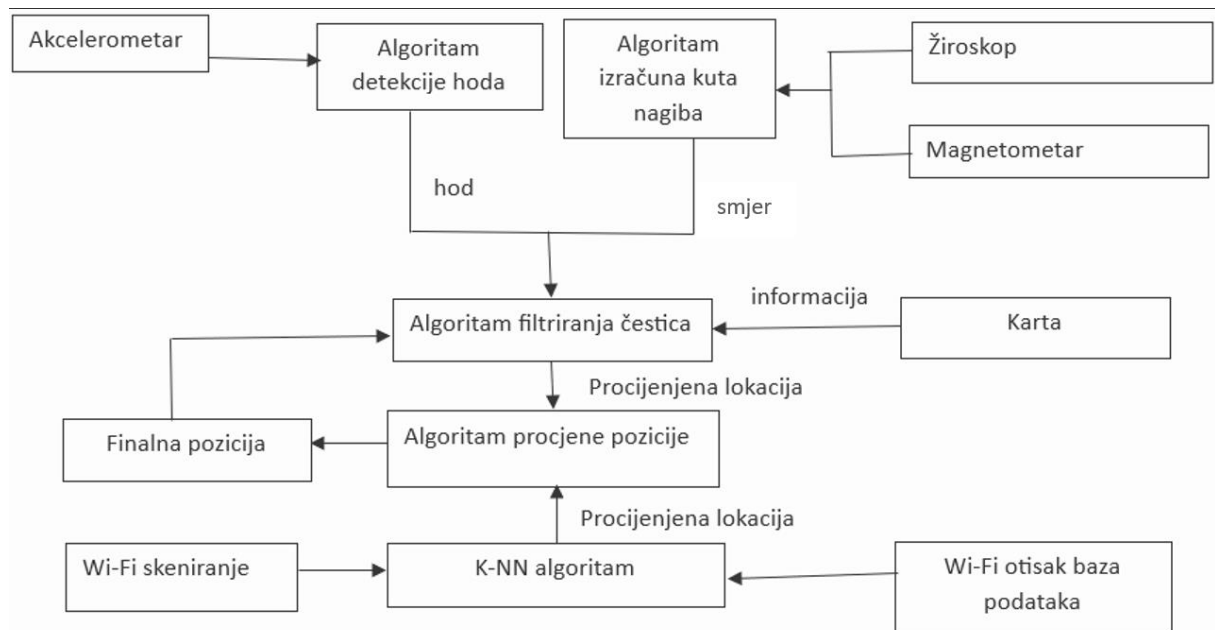 Akcelerometar
Algoritam
detekcije hoda
Algoritam
izračuna kuta
nagiba
Žiroskop
Magnetometar
hod
smjer
informacija
Algoritam filtriranja čestica
Karta
Procijenjena lokacija
Finalna pozicija
Algoritam procjene pozicije
Procijenjena lokacija
Wi-Fi skeniranje
K-NN algoritam
Wi-Fi otisak baza
podataka